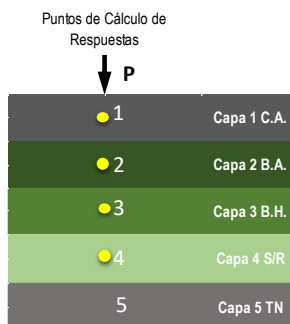 Puntos de Cálculo de
Respuestas
P
1 Capa 1 C.A.
2 Capa 2 B.A.
3 Capa 3 B.H.
4 Capa 4 S/R
5 Capa 5 TN